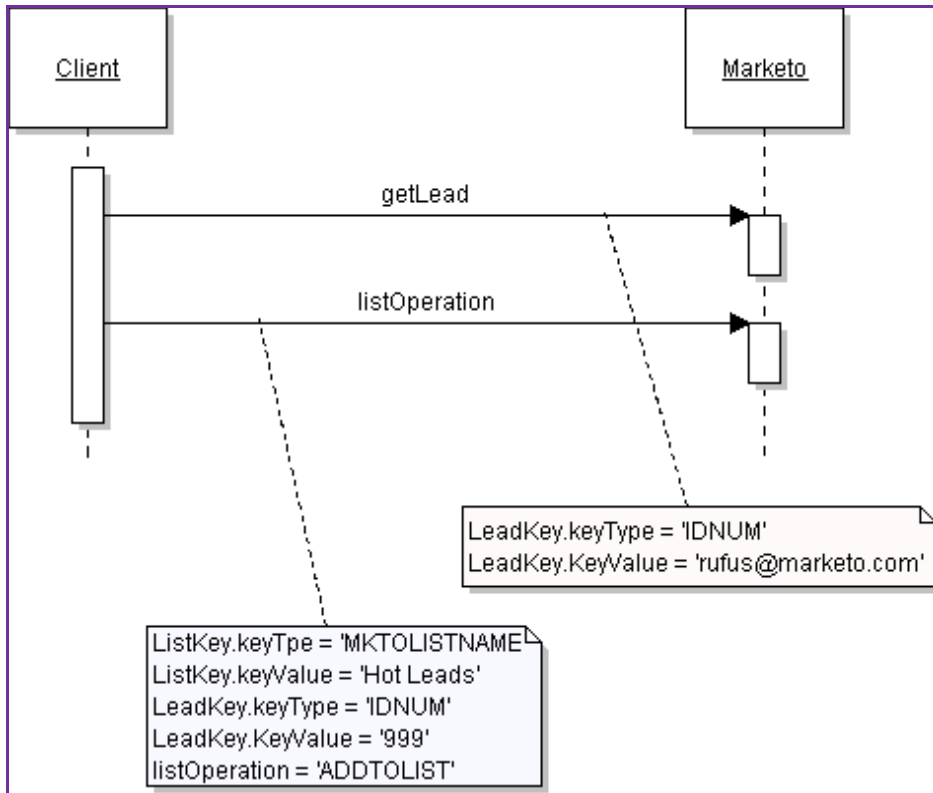 Client
Marketo
getLead
listOperation
LeadKey.keyType = 'IDNUM'
LeadKey.KeyValue = 'rufus@marketo.com'
ListKey.keyTpe = 'MKTOLISTNAME
ListKey.keyValue = 'Hot Leads'
LeadKey.keyType = 'IDNUM'
LeadKey.KeyValue = '999'
listOperation = 'ADDTOLIST'